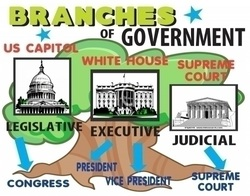 BRANCHES
OF GOVERNMENT
US CAPITOL
WHITE HOUSE
SUPREME
COURT
LEGISLATIVE
EXECUTIVE
JUDICIAL
CONGRESS
PRESIDENT
VICE PRESIDENT
SUPREME
COURT